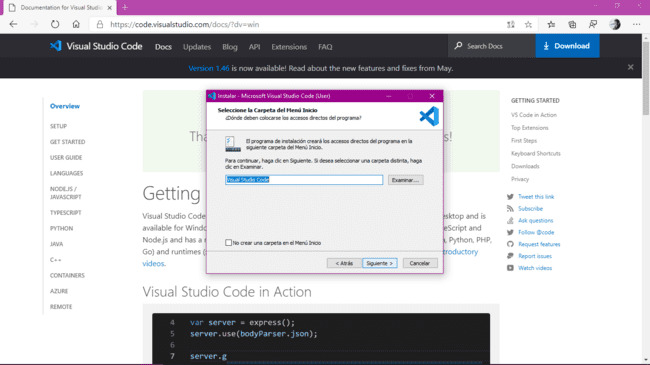 Documentation for Visual Studio
https://code.visualstudio.com/docs/?dv=win
Visual Studio Code
Docs
Updates
Blog
API
Extensions
FAQ
Search Docs
Download
Version 1.46 is now available! Read about the new features and fixes from May.
Overview
SETUP
GET STARTED
USER GUIDE
LANGUAGES
NODE.JS /
JAVASCRIPT
TYPESCRIPT
PYTHON
JAVA
C++
CONTAINERS
AZURE
REMOTE
Instalar - Microsoft Visual Studio Code (User)
Seleccione la Carpeta del Menú Inicio
¿Dónde deben colocarse los accesos directos del programa?
El programa de instalación creará los accesos directos del programa en la
siguiente carpeta del Menú Inicio.
Para continuar, haga clic en Siguiente. Si desea seleccionar una carpeta distinta, haga
clic en Examinar.
Visual Studio Code
Examinar...
No crear una carpeta en el Menú Inicio
< Atrás
Siguiente >
Cancelar
Getting
Visual Studio Code
available for Windo
Node.js and has a r
Go) and runtimes (s
videos.
Visual Studio Code in Action
4 var server = express();
5 server.use(bodyParser.json);
7 server.g
GETTING STARTED
VS Code in Action
Top Extensions
First Steps
Keyboard Shortcuts
Downloads
Privacy
Tweet this link
Subscribe
Ask questions
Follow @code
Request features
Report issues
Watch videos